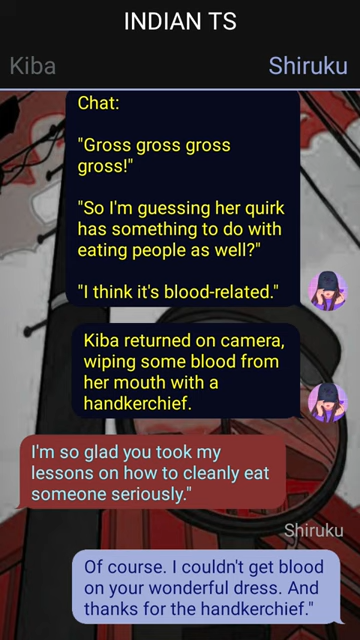 INDIAN TS
Kiba
Shiruku
Chat:
"Gross gross gross
gross!"
"So I'm guessing her quirk
has something to do with
eating people as well?"
"I think it's blood-related."
Kiba returned on camera,
wiping some blood from
her mouth with a
handkerchief.
I'm so glad you took my
lessons on how to cleanly eat
someone seriously."
Shiruku
Of course. I couldn't get blood
on your wonderful dress. And
thanks for the handkerchief."